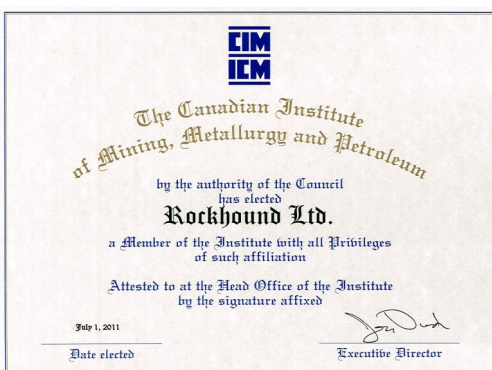 CIM
ICM
The Canadian Institute
of Mining, Metallurgy and Petroleum
by the authority of the Council
has elected
Rockhound Ltd.
a Member of the Institute with all Privileges
of such affiliation
Attested to at the Head Office of the Institute
by the signature affixed
July 1, 2011
Date elected
Executive Director